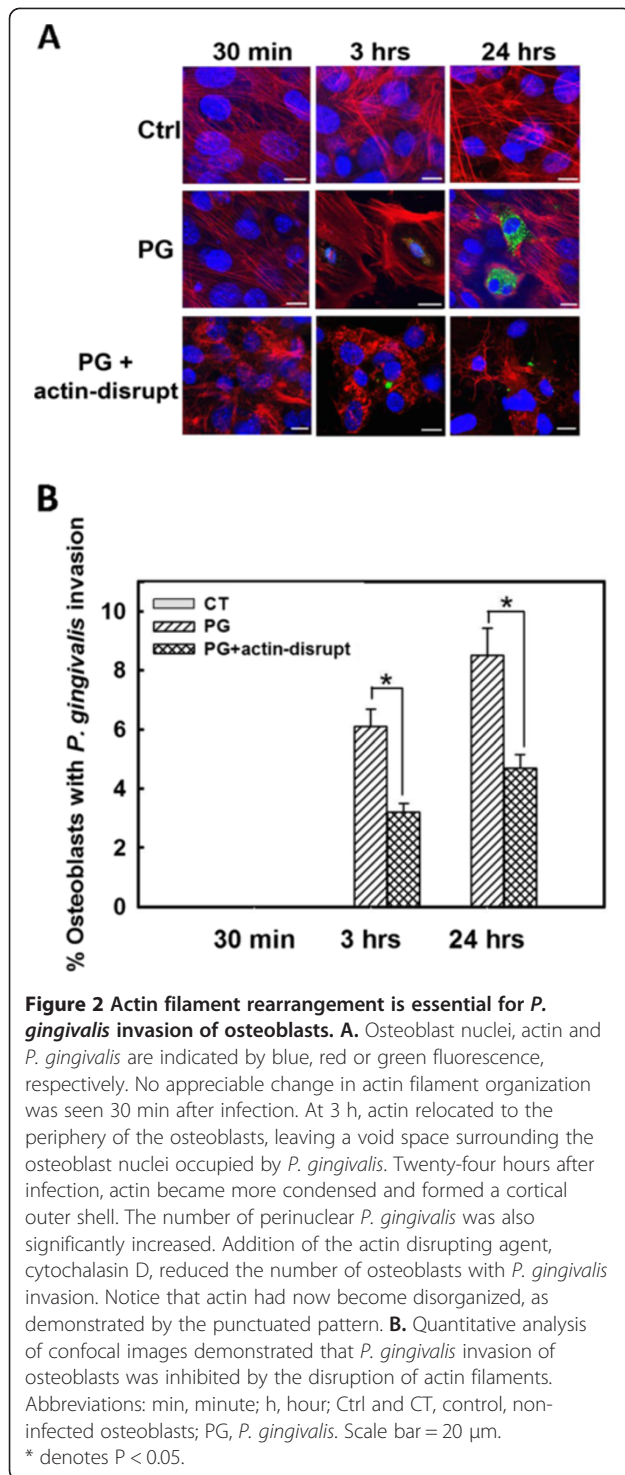 A
30 min 3 hrs 24 hrs
Ctrl
PG
PG +
actin-disrupt
B
% Osteoblasts with P. gingivalis invasion
10
8
6
4
2
0
CT
PG
PG+actin-disrupt
*
*
30 min 3 hrs 24 hrs
Figure 2 Actin filament rearrangement is essential for P.
gingivalis invasion of osteoblasts. A. Osteoblast nuclei, actin and
P. gingivalis are indicated by blue, red or green fluorescence,
respectively. No appreciable change in actin filament organization
was seen 30 min after infection. At 3 h, actin relocated to the
periphery of the osteoblasts, leaving a void space surrounding the
osteoblast nuclei occupied by P. gingivalis. Twenty-four hours after
infection, actin became more condensed and formed a cortical
outer shell. The number of perinuclear P. gingivalis was also
significantly increased. Addition of the actin disrupting agent,
cytochalasin D, reduced the number of osteoblasts with P. gingivalis
invasion. Notice that actin had now become disorganized, as
demonstrated by the punctuated pattern. B. Quantitative analysis
of confocal images demonstrated that P. gingivalis invasion of
osteoblasts was inhibited by the disruption of actin filaments.
Abbreviations: min, minute; h, hour; Ctrl and CT, control, non-
infected osteoblasts; PG, P. gingivalis. Scale bar = 20 μm.
* denotes P < 0.05.